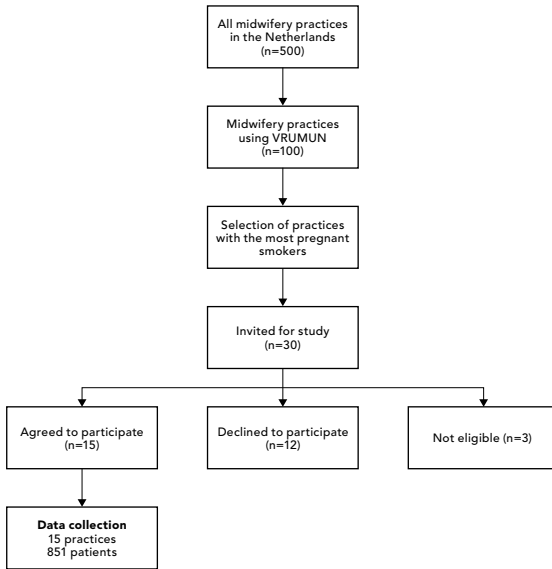 All midwifery practices
in the Netherlands
(n=500)
Midwifery practices
using VRUMUN
(n=100)
Selection of practices
with the most pregnant
smokers
Invited for study
(n=30)
Agreed to participate
(n=15)
Declined to participate
(n=12)
Not eligible (n=3)
Data collection
15 practices
851 patients